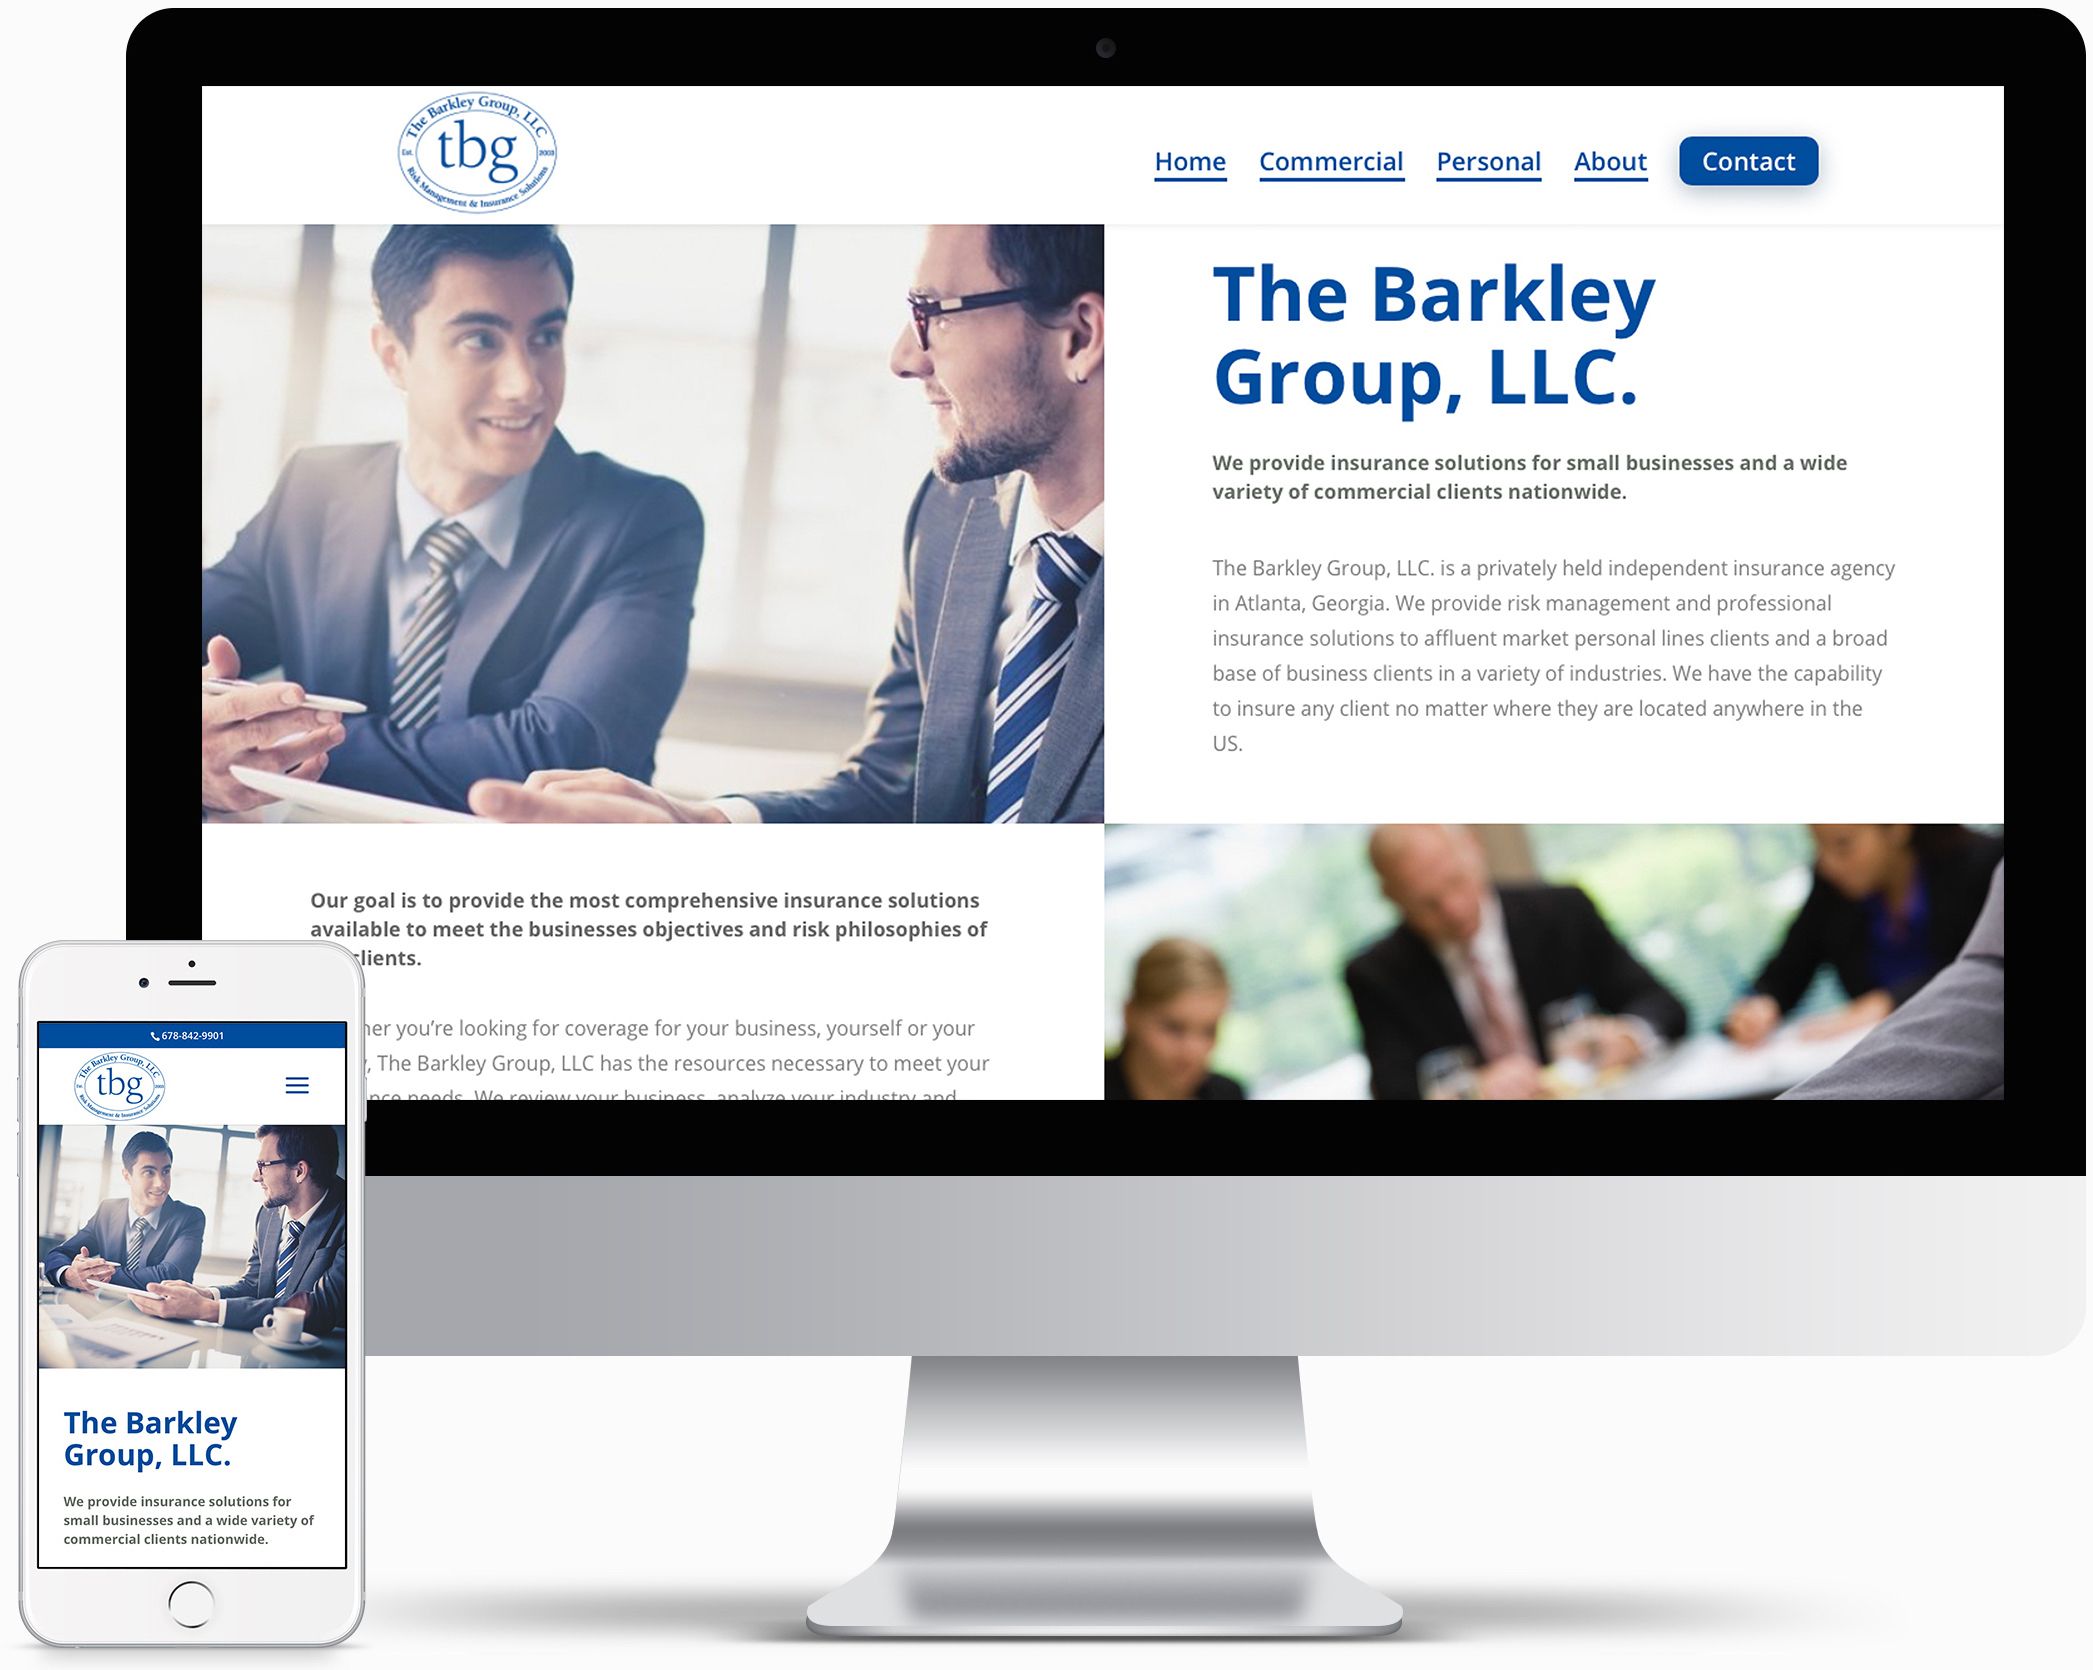 The Barkley Group, LLC
tbg
Est. 2003
Risk Management & Insurance Solutions
Home Commercial Personal About Contact
The Barkley
Group, LLC.
We provide insurance solutions for small businesses and a wide
variety of commercial clients nationwide.
The Barkley Group, LLC. is a privately held independent insurance agency
in Atlanta, Georgia. We provide risk management and professional
insurance solutions to affluent market personal lines clients and a broad
base of business clients in a variety of industries. We have the capability
to insure any client no matter where they are located anywhere in the
US.
Our goal is to provide the most comprehensive insurance solutions
available to meet the businesses objectives and risk philosophies of
clients.
you’re looking for coverage for your business, yourself or your
The Barkley Group, LLC has the resources necessary to meet your
needs. We review your business, analyze your industry and
678-842-9901
The Barkley Group, LLC
tbg
Est. 2003
Risk Management & Insurance Solutions
The Barkley
Group, LLC.
We provide insurance solutions for
small businesses and a wide variety of
commercial clients nationwide.